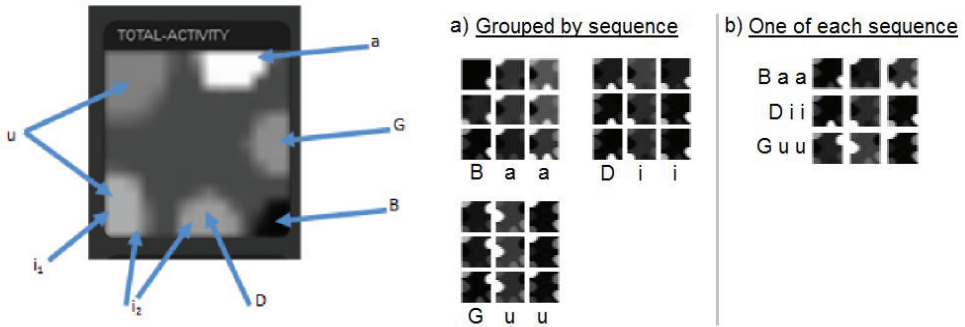 TOTAL-ACTIVITY
a
G
u
B
i₁
i₂
D
a) Grouped by sequence
B a a
D i i
G u u
b) One of each sequence
B a a
D i i
G u u